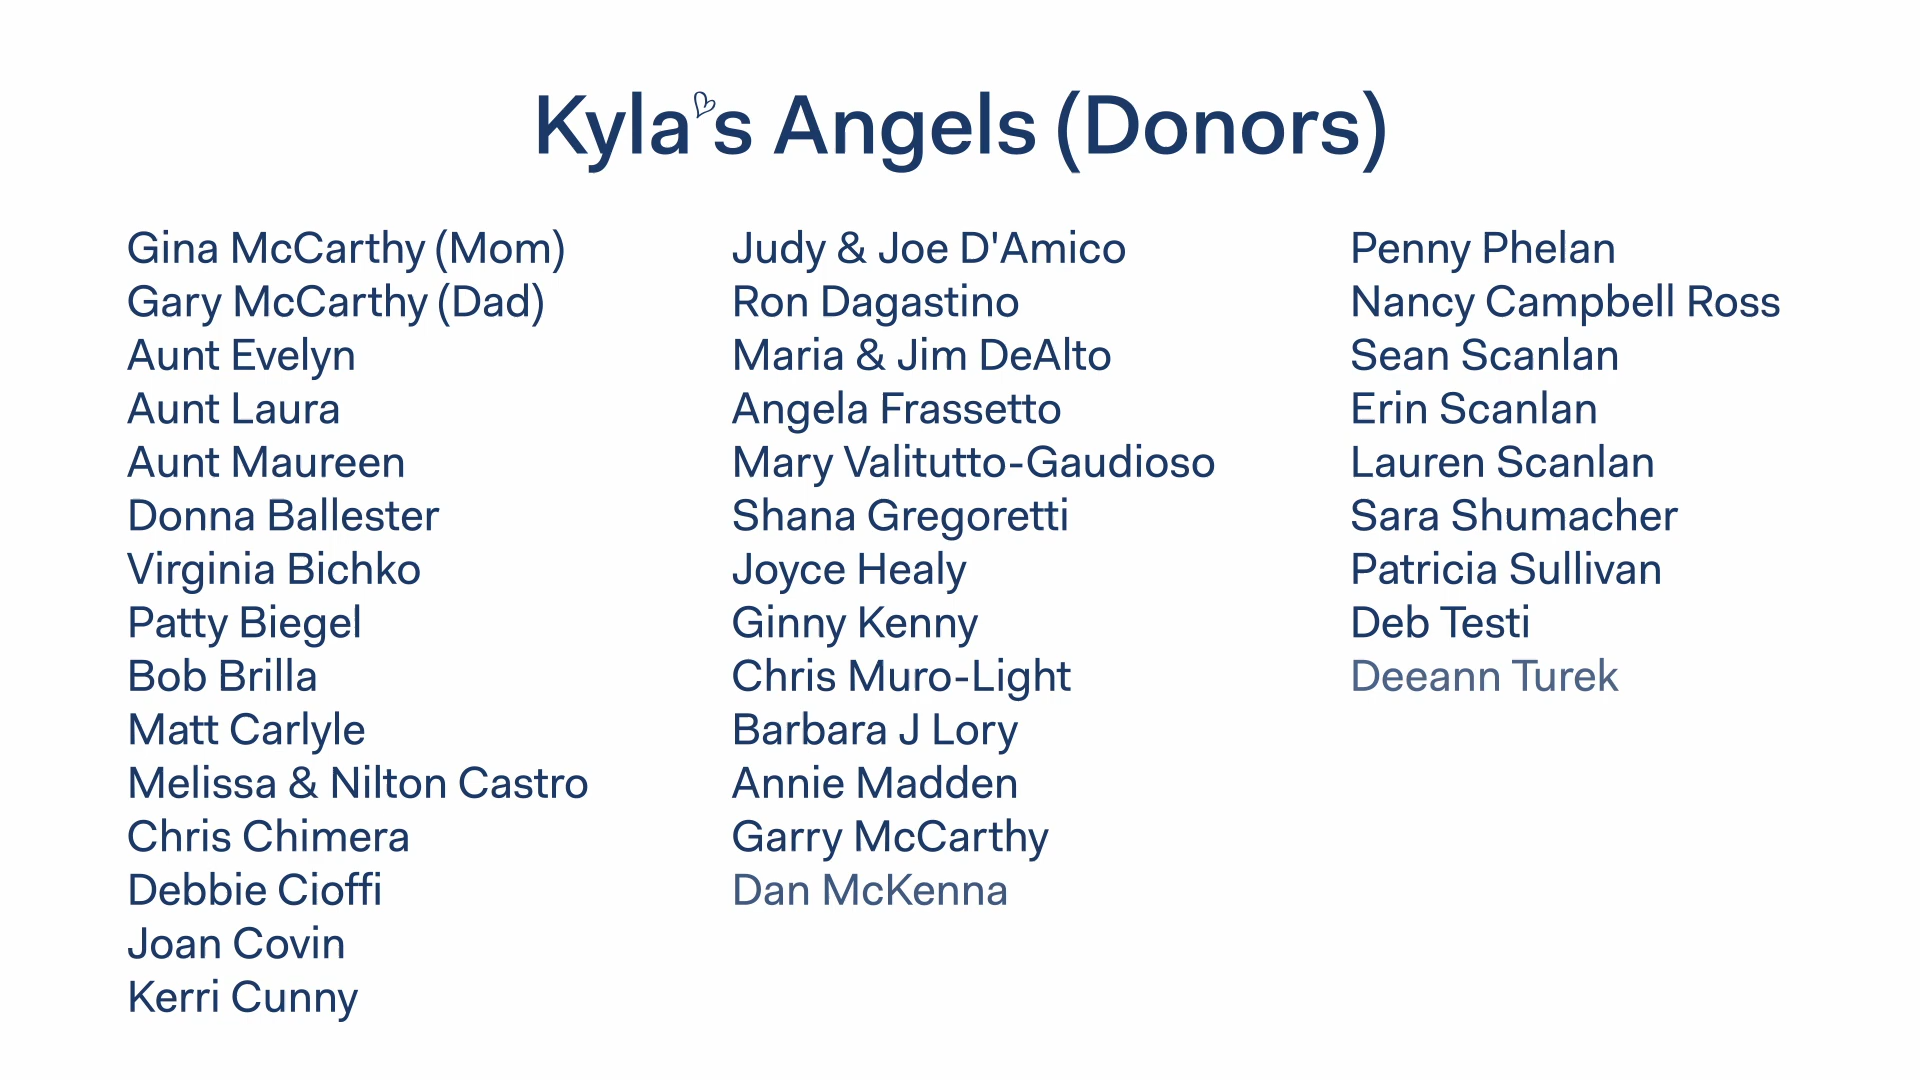 Kyla's Angels (Donors)
Gina McCarthy (Mom)
Gary McCarthy (Dad)
Aunt Evelyn
Aunt Laura
Aunt Maureen
Donna Ballester
Virginia Bichko
Patty Biegel
Bob Brilla
Matt Carlyle
Melissa & Nilton Castro
Chris Chimera
Debbie Cioffi
Joan Covin
Kerri Cunny
Judy & Joe D'Amico
Ron Dagastino
Maria & Jim DeAlto
Angela Frassetto
Mary Valitutto-Gaudioso
Shana Gregoretti
Joyce Healy
Ginny Kenny
Chris Muro-Light
Barbara J Lory
Annie Madden
Garry McCarthy
Dan McKenna
Penny Phelan
Nancy Campbell Ross
Sean Scanlan
Erin Scanlan
Lauren Scanlan
Sara Shumacher
Patricia Sullivan
Deb Testi
Deeann Turek